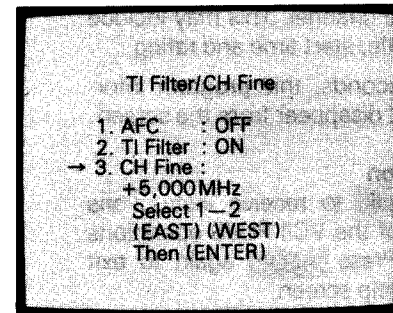 TI Filter/CH Fine
1. AFC : OFF
2. TI Filter : ON
→ 3. CH Fine :
+5,000MHz
Select 1—2
(EAST) (WEST)
Then (ENTER)